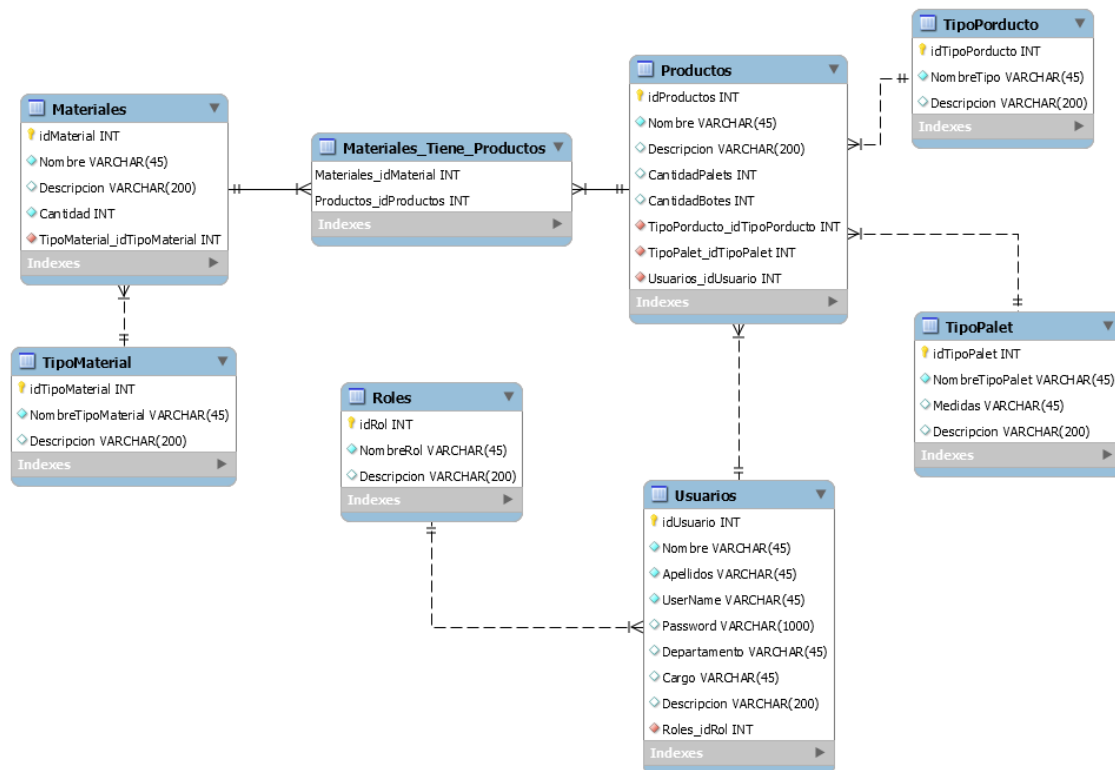 TipoPorducto
idTipoPorducto INT
NombreTipo VARCHAR(45)
Descripcion VARCHAR(200)
Indexes
Productos
idProductos INT
Nombre VARCHAR(45)
Descripcion VARCHAR(200)
CantidadPalets INT
CantidadBotes INT
TipoPorducto_idTipoPorducto INT
TipoPalet_idTipoPalet INT
Usuarios_idUsuario INT
Indexes
Materiales
idMaterial INT
Nombre VARCHAR(45)
Descripcion VARCHAR(200)
Cantidad INT
TipoMaterial_idTipoMaterial INT
Indexes
Materiales_Tiene_Productos
Materiales_idMaterial INT
Productos_idProductos INT
Indexes
TipoPalet
idTipoPalet INT
NombreTipoPalet VARCHAR(45)
Medidas VARCHAR(45)
Descripcion VARCHAR(200)
Indexes
TipoMaterial
idTipoMaterial INT
NombreTipoMaterial VARCHAR(45)
Descripcion VARCHAR(200)
Indexes
Roles
idRol INT
NombreRol VARCHAR(45)
Descripcion VARCHAR(200)
Indexes
Usuarios
idUsuario INT
Nombre VARCHAR(45)
Apellidos VARCHAR(45)
UserName VARCHAR(45)
Password VARCHAR(1000)
Departamento VARCHAR(45)
Cargo VARCHAR(45)
Descripcion VARCHAR(200)
Roles_idRol INT
Indexes